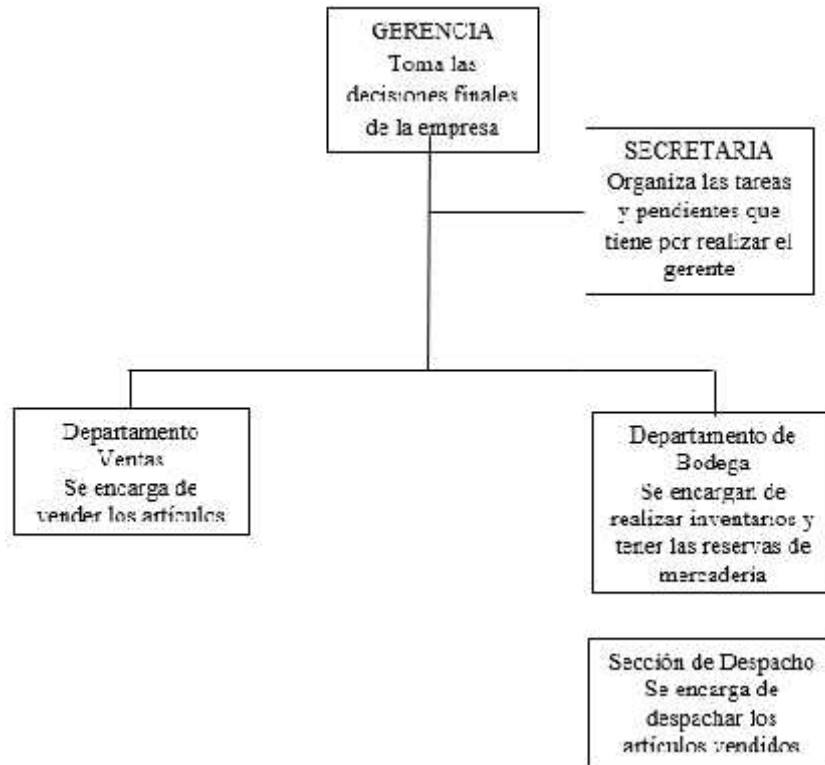 GERENCIA
Toma las
decisiones finales
de la empresa
SECRETARIA
Organiza las tareas
y pendientes que
tiene por realizar el
gerente
Departamento
Ventas
Se encarga de
vender los artículos
Departamento de
Bodega
Se encargan de
realizar inventarios y
tener las reservas de
mercadería
Sección de Despacho
Se encarga de
despachar los
artículos vendidos